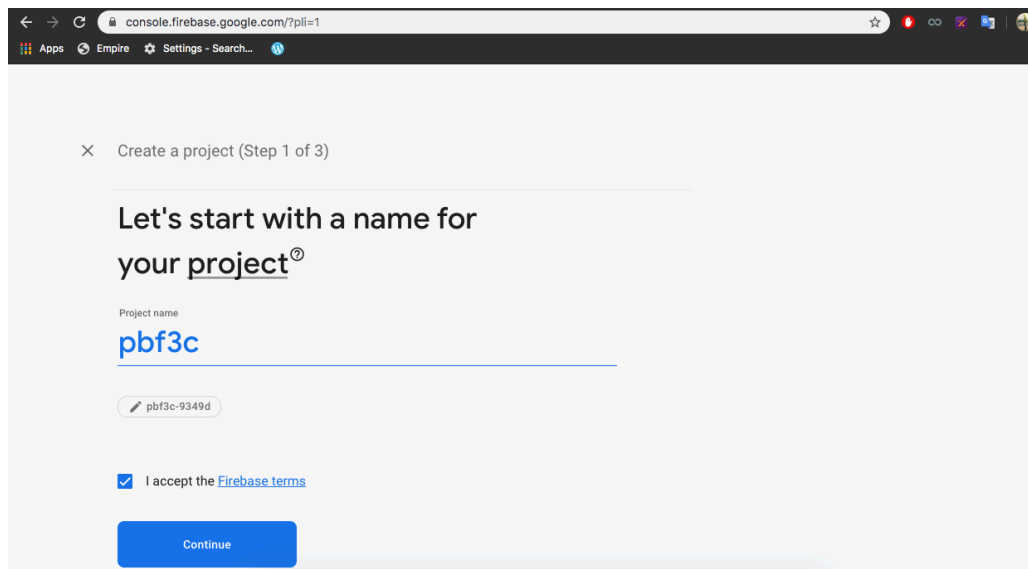 console.firebase.google.com/?pli=1
Apps Empire Settings - Search...
Create a project (Step 1 of 3)
Let's start with a name for
your project
Project name
pbf3c
pbf3c-9349d
I accept the Firebase terms
Continue